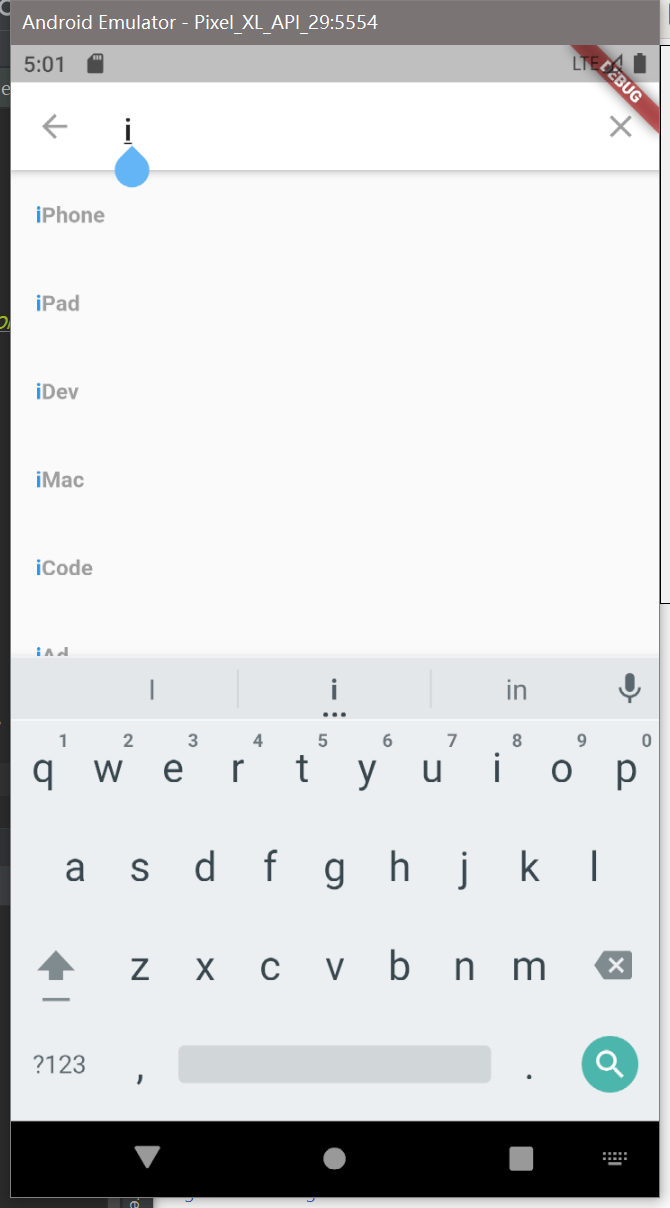 Android Emulator - Pixel_XL_API_29:5554
5:01
LTE
DEBUG
i
iPhone
iPad
iDev
iMac
iCode
iAd
I
i
in
1 2 3 4 5 6 7 8 9 0
q w e r t y u i o p
a s d f g h j k l
z x c v b n m
?123 , .